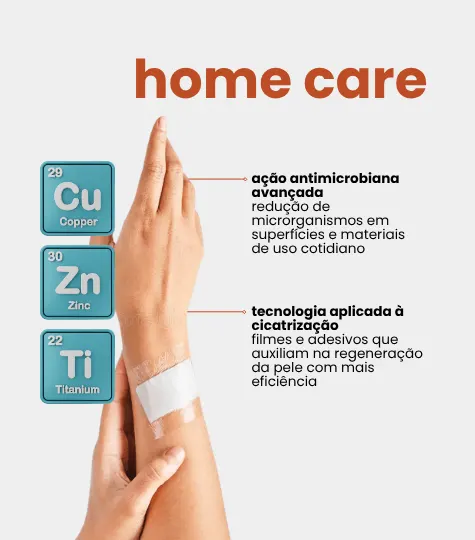 home care
29
Cu
Copper
30
Zn
Zinc
22
Ti
Titanium
ação antimicrobiana
avançada
redução de
microrganismos em
superfícies e materiais
de uso cotidiano
tecnologia aplicada à
cicatrização
filmes e adesivos que
auxiliam na regeneração
da pele com mais
eficiência